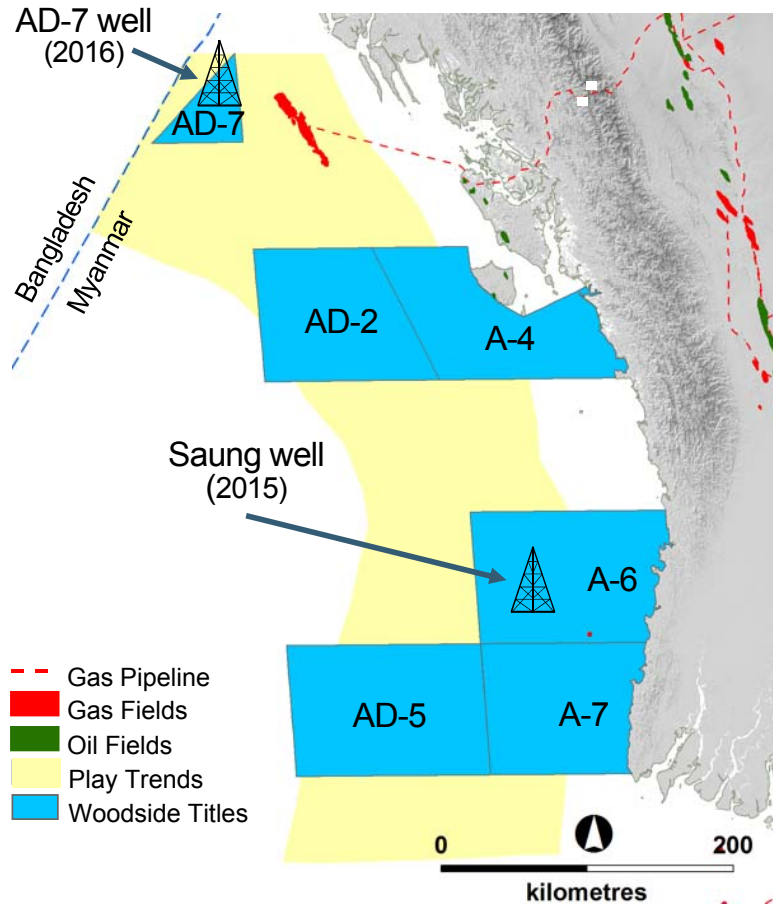 AD-7 well
(2016)
AD-7
Bangladesh
Myanmar
AD-2
A-4
Saung well
(2015)
A-6
AD-5
A-7
Gas Pipeline
Gas Fields
Oil Fields
Play Trends
Woodside Titles
0
200
kilometres